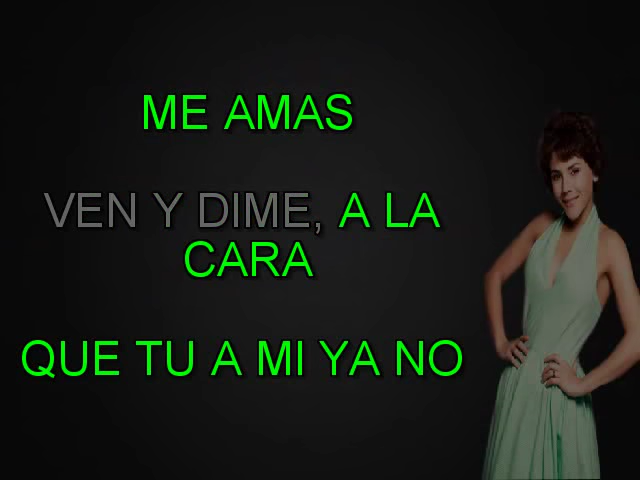 ME AMAS
VEN Y DIME, A LA
CARA
QUE TU A MI YA NO